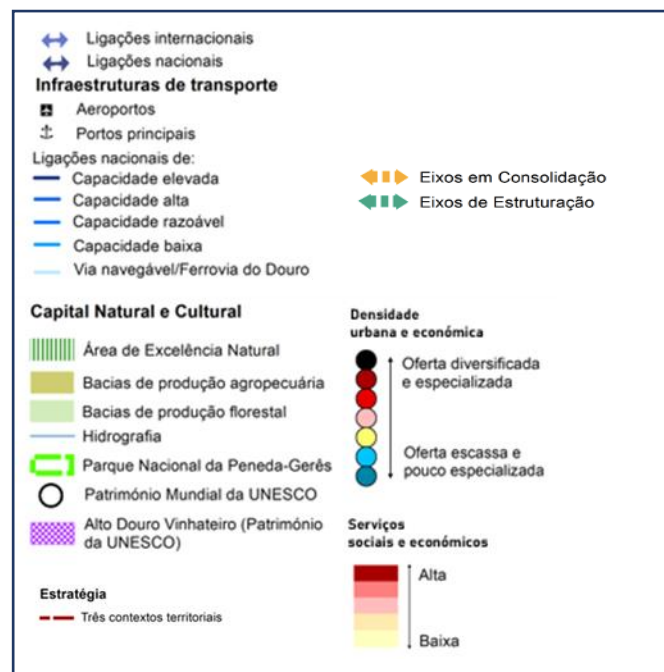 Ligações internacionais
Ligações nacionais
Infraestruturas de transporte
Aeroportos
Portos principais
Ligações nacionais de:
Capacidade elevada
Capacidade alta
Capacidade razoável
Capacidade baixa
Via navegável/Ferrovia do Douro
Eixos em Consolidação
Eixos de Estruturação
Capital Natural e Cultural
Área de Excelência Natural
Bacias de produção agropecuária
Bacias de produção florestal
Hidrografia
Parque Nacional da Peneda-Gerês
Património Mundial da UNESCO
Alto Douro Vinhateiro (Património
da UNESCO)
Estratégia
Três contextos territoriais
Densidade
urbana e económica
Oferta diversificada
e especializada
Oferta escassa e
pouco especializada
Serviços
sociais e económicos
Alta
Baixa